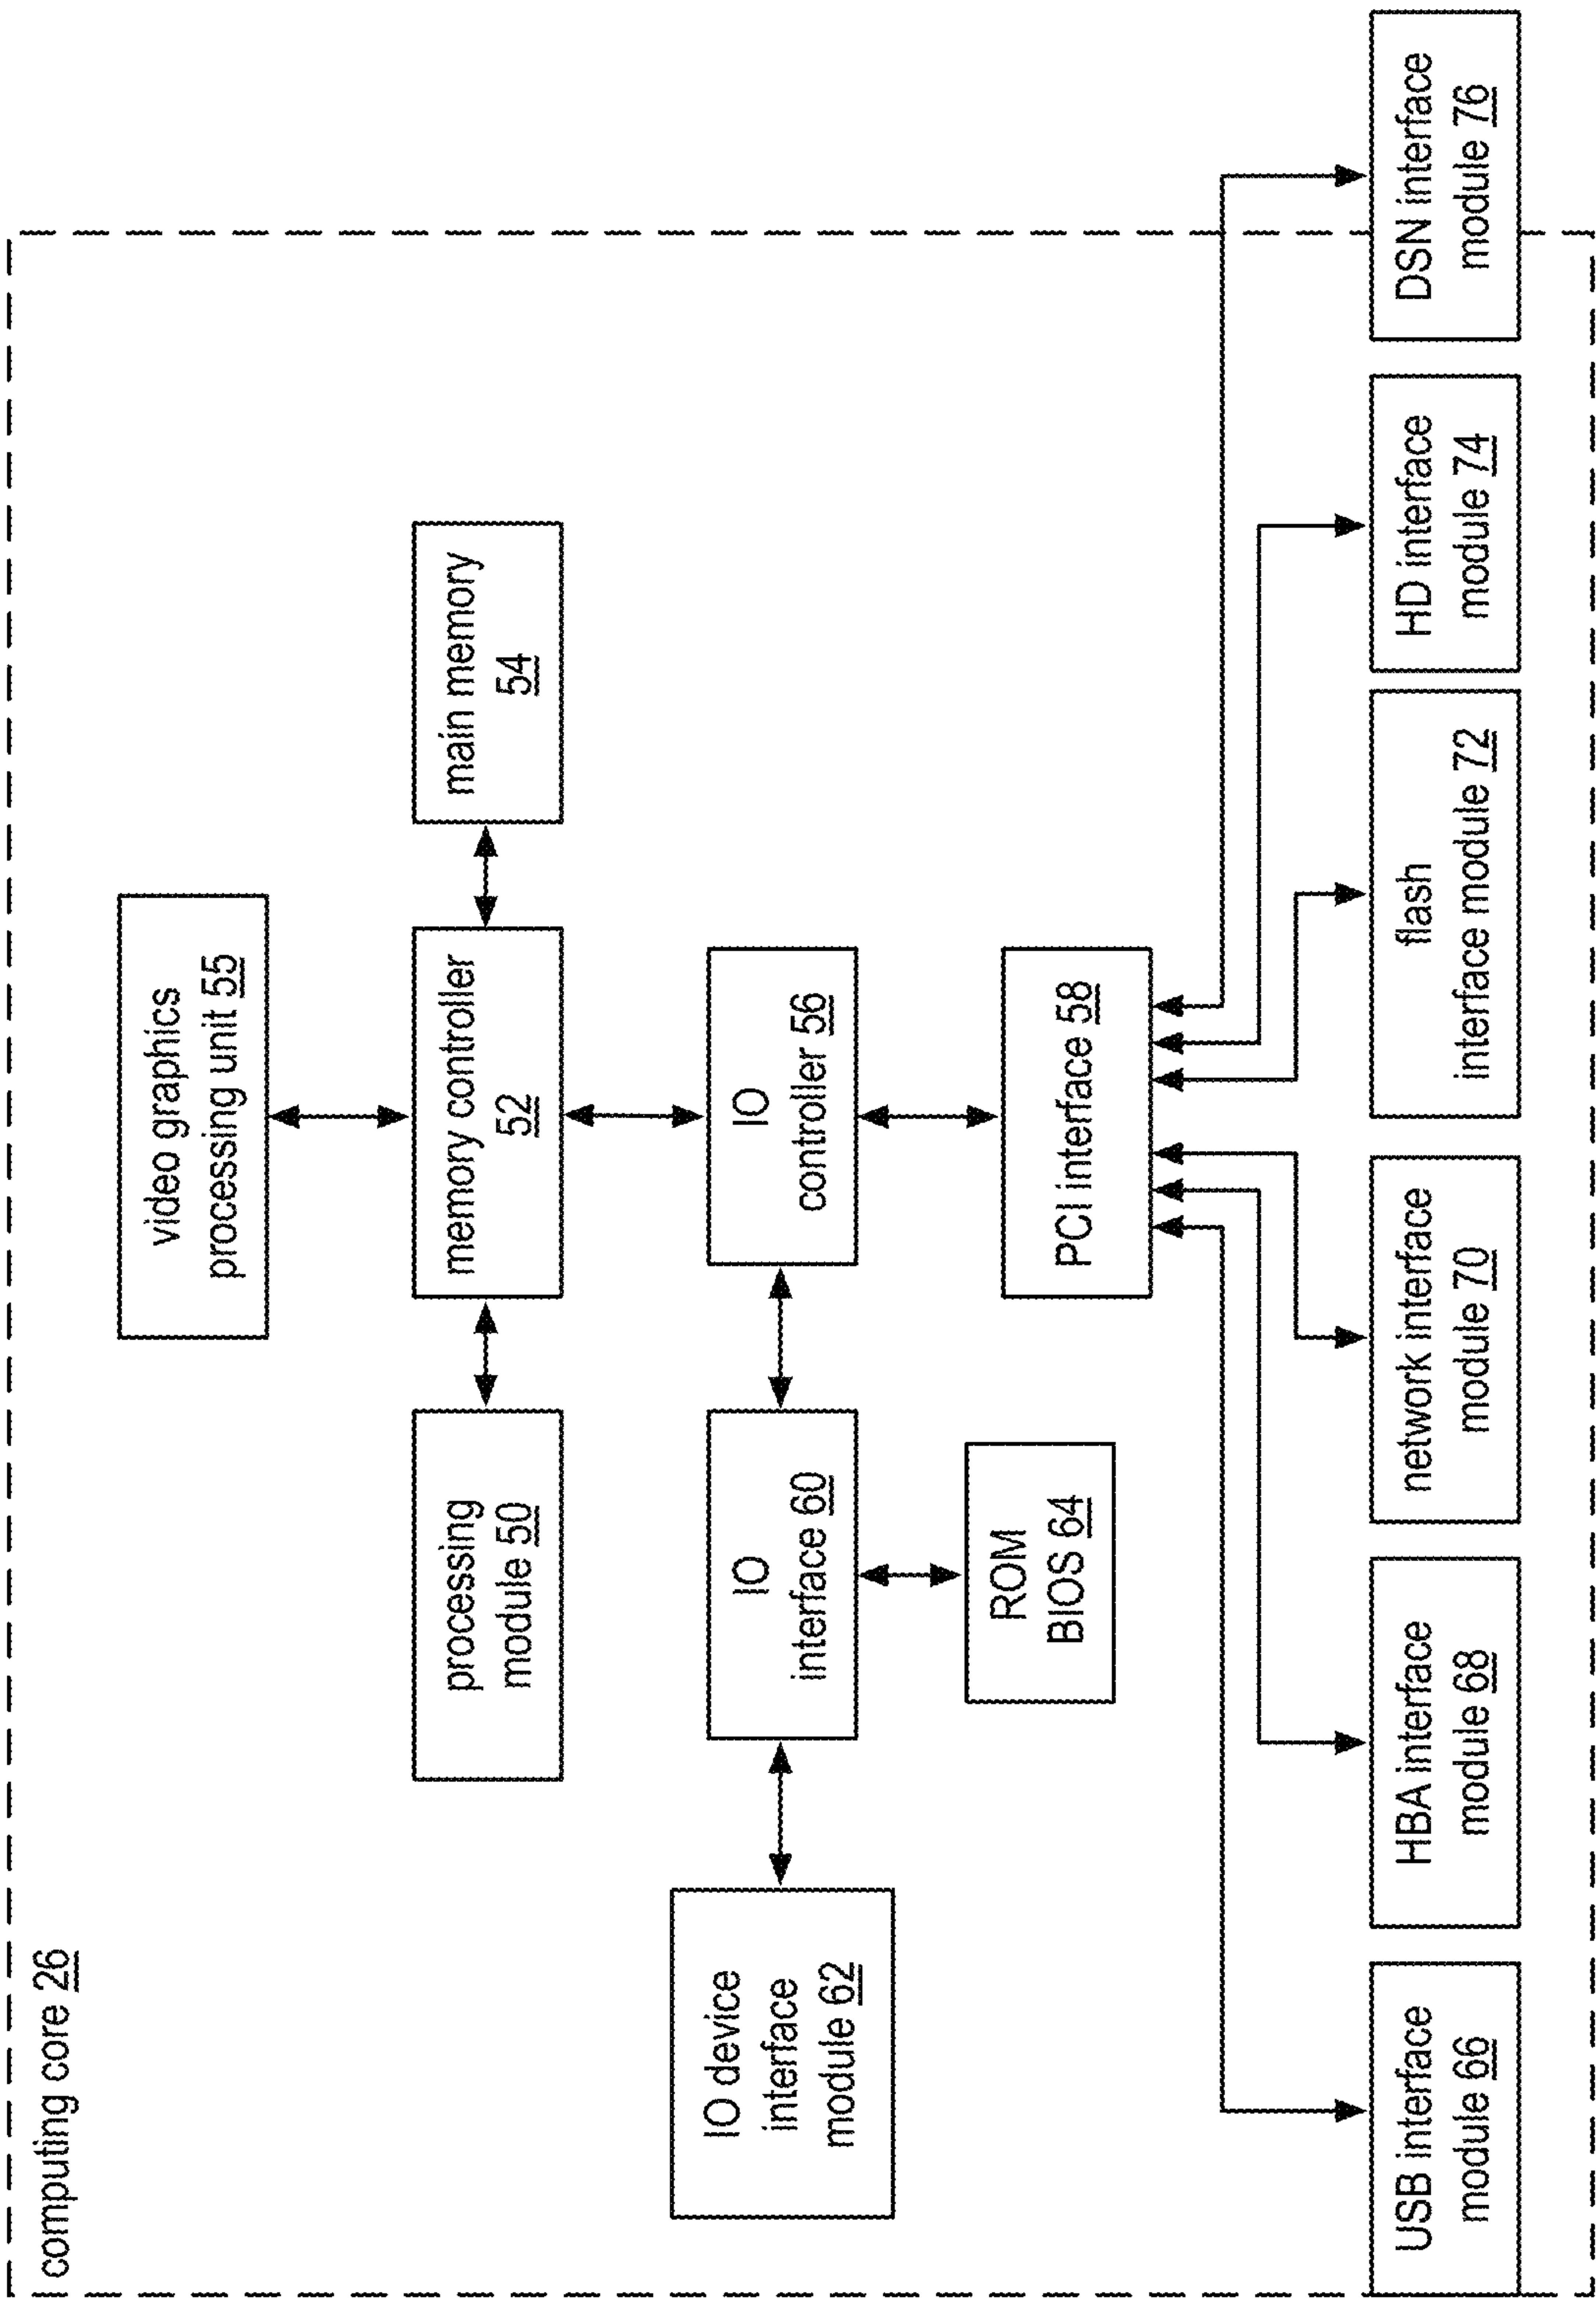 computing core 26
video graphics
processing unit 55
processing
module 50
memory controller
52
main memory
54
IO device
interface
module 62
IO
interface 60
IO
controller 56
ROM
BIOS 64
PCI interface 58
USB interface
module 66
HBA interface
module 68
network interface
module 70
flash
interface module 72
HD interface
module 74
DSN interface
module 76